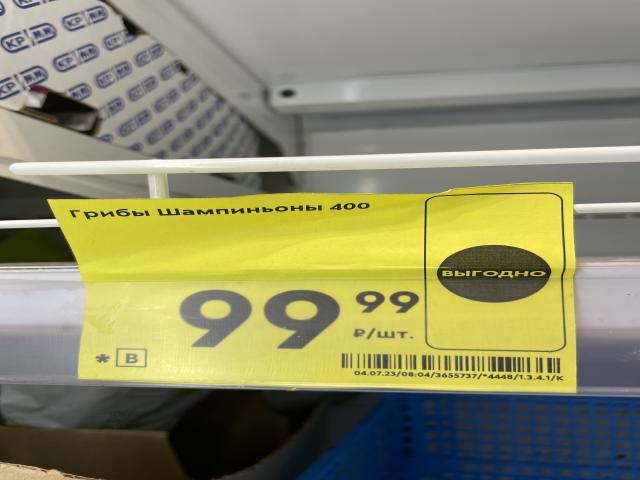 Грибы Шампиньоны 400
ВЫГОДНО
99 99
₽/шт.
* В
04.07.23/08:04/3655737/*4448/1.3.4.1/К